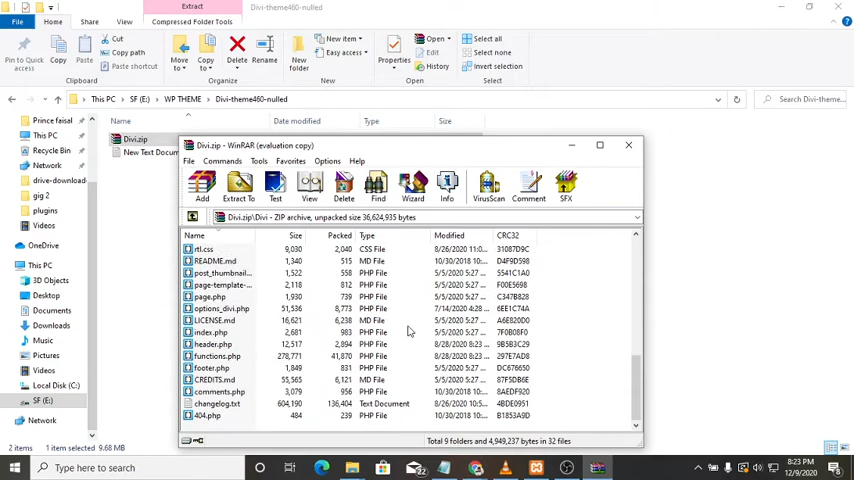 Extract
Divi-theme460-nulled
File
Home
Share
View
Compressed Folder Tools
Pin to Quick access
Copy
Paste
Cut
Copy path
Paste shortcut
Move to
Copy to
Delete
Rename
New folder
New item
Easy access
Properties
Open
Edit
History
Select all
Select none
Invert selection
Clipboard
Organize
New
Open
Select
This PC > SF (E:) > WP THEME > Divi-theme460-nulled
Search Divi-theme...
Name
Date modified
Type
Size
Prince faisal
This PC
Recycle Bin
Network
drive-download
gig 2
plugins
Videos
OneDrive
This PC
3D Objects
Desktop
Documents
Downloads
Music
Pictures
Videos
Local Disk (C:)
SF (E:)
Network
Divi.zip
New Text Docum
Divi.zip - WinRAR (evaluation copy)
File Commands Tools Favorites Options Help
Add
Extract To
Test
View
Delete
Find
Wizard
Info
VirusScan
Comment
SFX
Divi.zip\Divi - ZIP archive, unpacked size 36,624,935 bytes
Name Size Packed Type Modified CRC32
rtl.css 9,030 2,040 CSS File 8/26/2020 11:0... 31087D9C
README.md 1,340 515 MD File 10/30/2018 10:... D4F9D598
post_thumbnail... 1,522 558 PHP File 5/5/2020 5:27 ... 5541C1A0
page-template-... 2,118 812 PHP File 5/5/2020 5:27 ... F00E5698
page.php 1,930 739 PHP File 5/5/2020 5:27 ... C347B828
options_divi.php 51,536 8,773 PHP File 7/14/2020 4:28 ... 6EE1C74A
LICENSE.md 16,621 6,238 MD File 5/5/2020 5:27 ... A6E820D0
index.php 2,681 983 PHP File 5/5/2020 5:27 ... 7F0B08F0
header.php 12,517 2,894 PHP File 8/28/2020 8:23 ... 9B5B3C29
functions.php 278,771 41,870 PHP File 8/28/2020 8:23 ... 297E7AD8
footer.php 1,849 831 PHP File 5/5/2020 5:27 ... DC676650
CREDITS.md 55,565 6,121 MD File 5/5/2020 5:27 ... 87F5DB6E
comments.php 3,079 956 PHP File 10/30/2018 10:... 8AEDF920
changelog.txt 604,190 136,404 Text Document 8/26/2020 10:5... 4BDE0951
404.php 484 239 PHP File 10/30/2018 10:... B1853A9D
Total 9 folders and 4,949,237 bytes in 32 files
2 items 1 item selected 9.68 MB
Type here to search
22
8:23 PM
12/9/2020
8